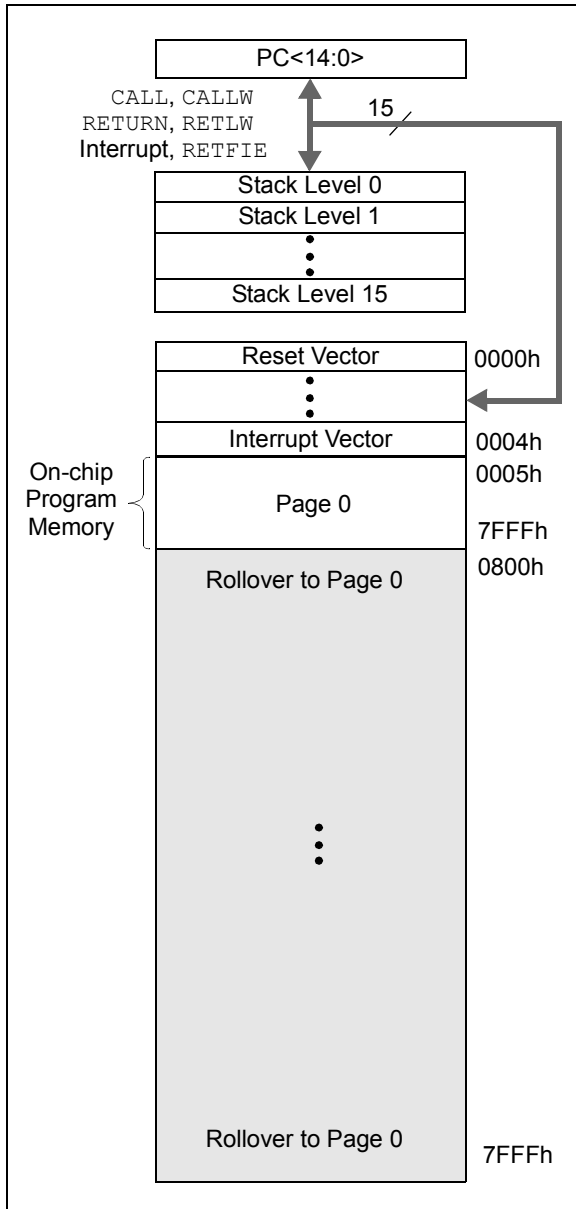 PC<14:0>
CALL, CALLW
RETURN, RETLW
Interrupt, RETFIE
15
Stack Level 0
Stack Level 1
Stack Level 15
Reset Vector
0000h
Interrupt Vector
0004h
On-chip
Program
Memory
0005h
Page 0
7FFFh
Rollover to Page 0
0800h
Rollover to Page 0
7FFFh